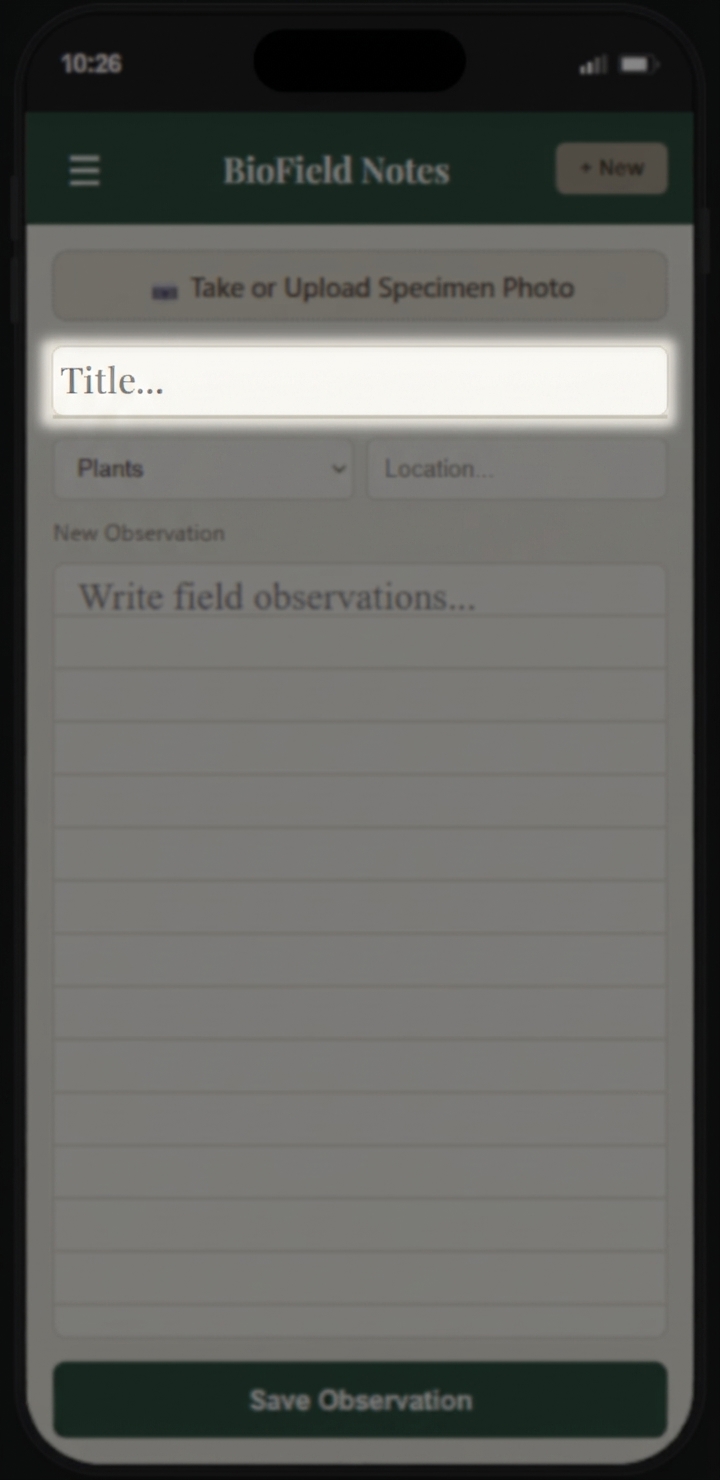 10:26
☰ BioField Notes + New
Take or Upload Specimen Photo
Title...
Plants Location...
New Observation
Write field observations...
Save Observation